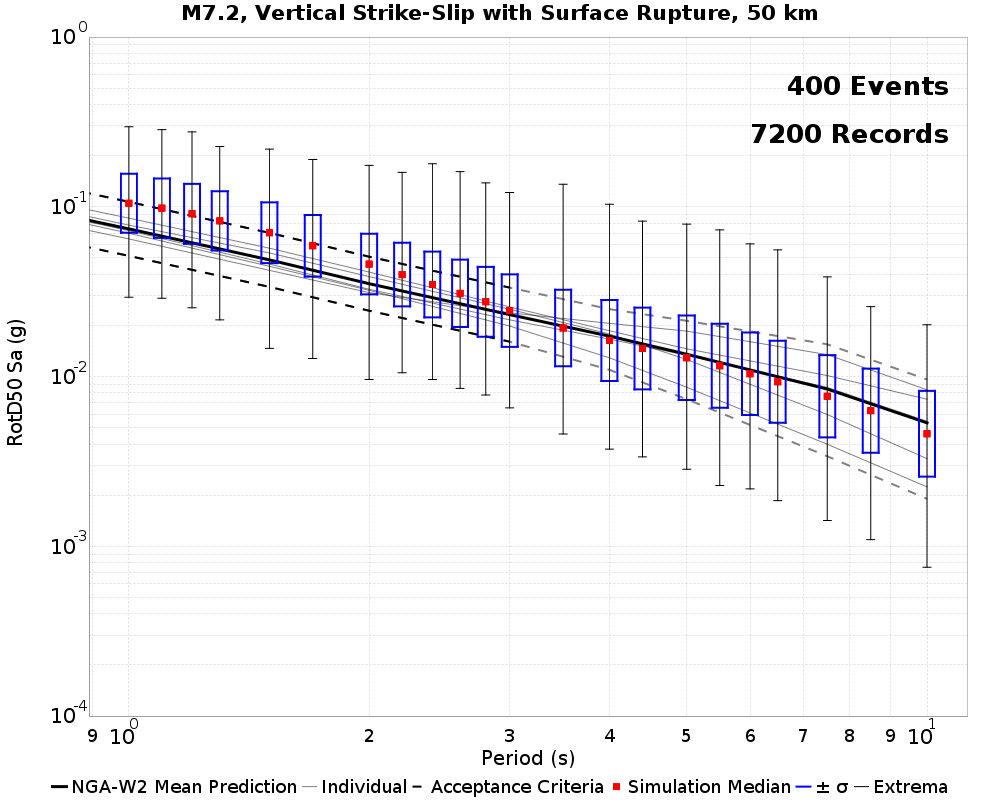 M7.2, Vertical Strike-Slip with Surface Rupture, 50 km
400 Events
7200 Records
RotD50 Sa (g)
10^0
10^-1
10^-2
10^-3
10^-4
9 10^0 2 3 4 5 6 7 8 9 10^1
Period (s)
NGA-W2 Mean Prediction Individual Acceptance Criteria Simulation Median ± σ Extrema